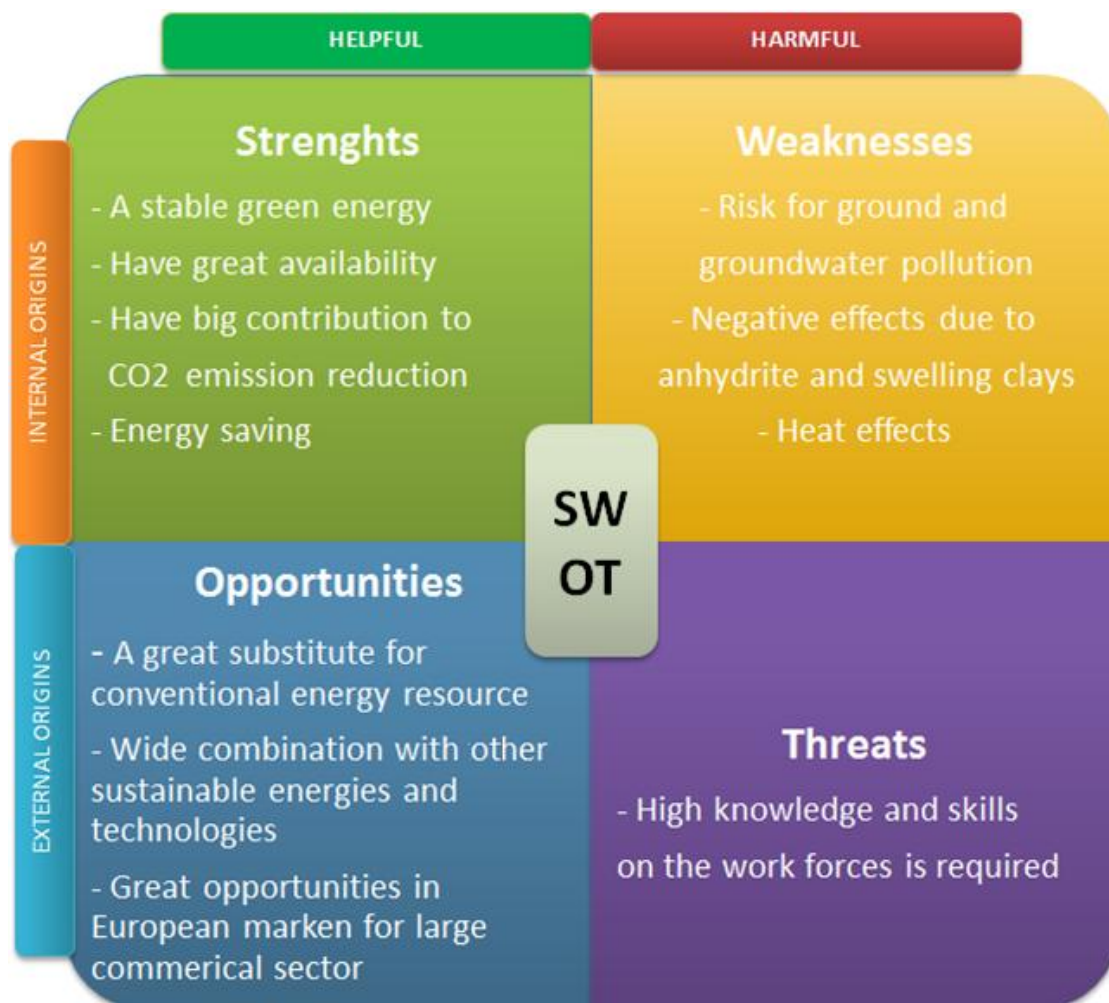 HELPFUL
HARMFUL
INTERNAL ORIGINS
Strenghts
- A stable green energy
- Have great availability
- Have big contribution to
CO2 emission reduction
- Energy saving
Weaknesses
- Risk for ground and
groundwater pollution
- Negative effects due to
anhydrite and swelling clays
- Heat effects
SW
OT
EXTERNAL ORIGINS
Opportunities
- A great substitute for
conventional energy resource
- Wide combination with other
sustainable energies and
technologies
- Great opportunities in
European marken for large
commerical sector
Threats
- High knowledge and skills
on the work forces is required